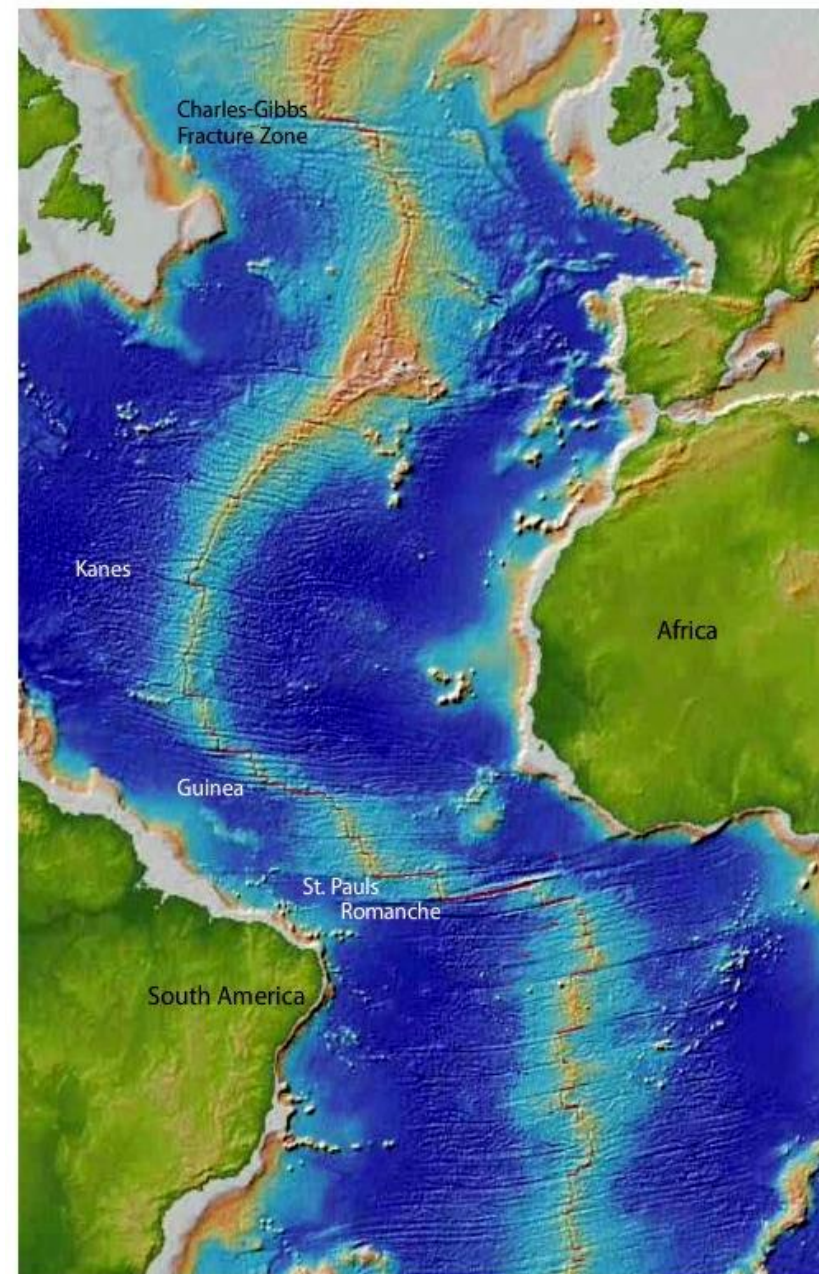 Charles-Gibbs
Fracture Zone
Kanes
Africa
Guinea
St. Pauls
Romanche
South America